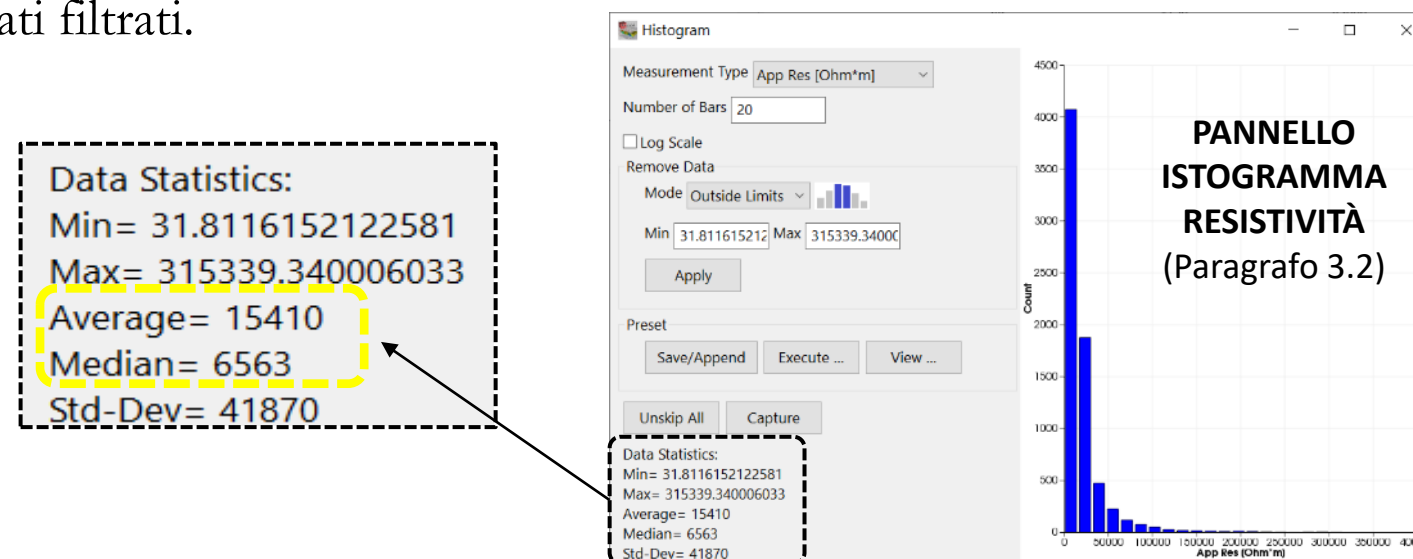 ati filtrati.
Data Statistics:
Min= 31.8116152122581
Max= 315339.340006033
Average= 15410
Median= 6563
Std-Dev= 41870
Histogram
Measurement Type App Res [Ohm*m]
Number of Bars 20
Log Scale
Remove Data
Mode Outside Limits
Min 31.811615212 Max 315339.3400
Apply
Preset
Save/Append Execute ... View ...
Unskip All Capture
Data Statistics:
Min= 31.8116152122581
Max= 315339.340006033
Average= 15410
Median= 6563
Std-Dev= 41870
PANNELLO
ISTOGRAMMA
RESISTIVITÀ
(Paragrafo 3.2)
4500
4000
3500
3000
2500
2000
1500
1000
500
0
Count
0 50000 100000 150000 200000 250000 300000 350000 400
App Res (Ohm*m)